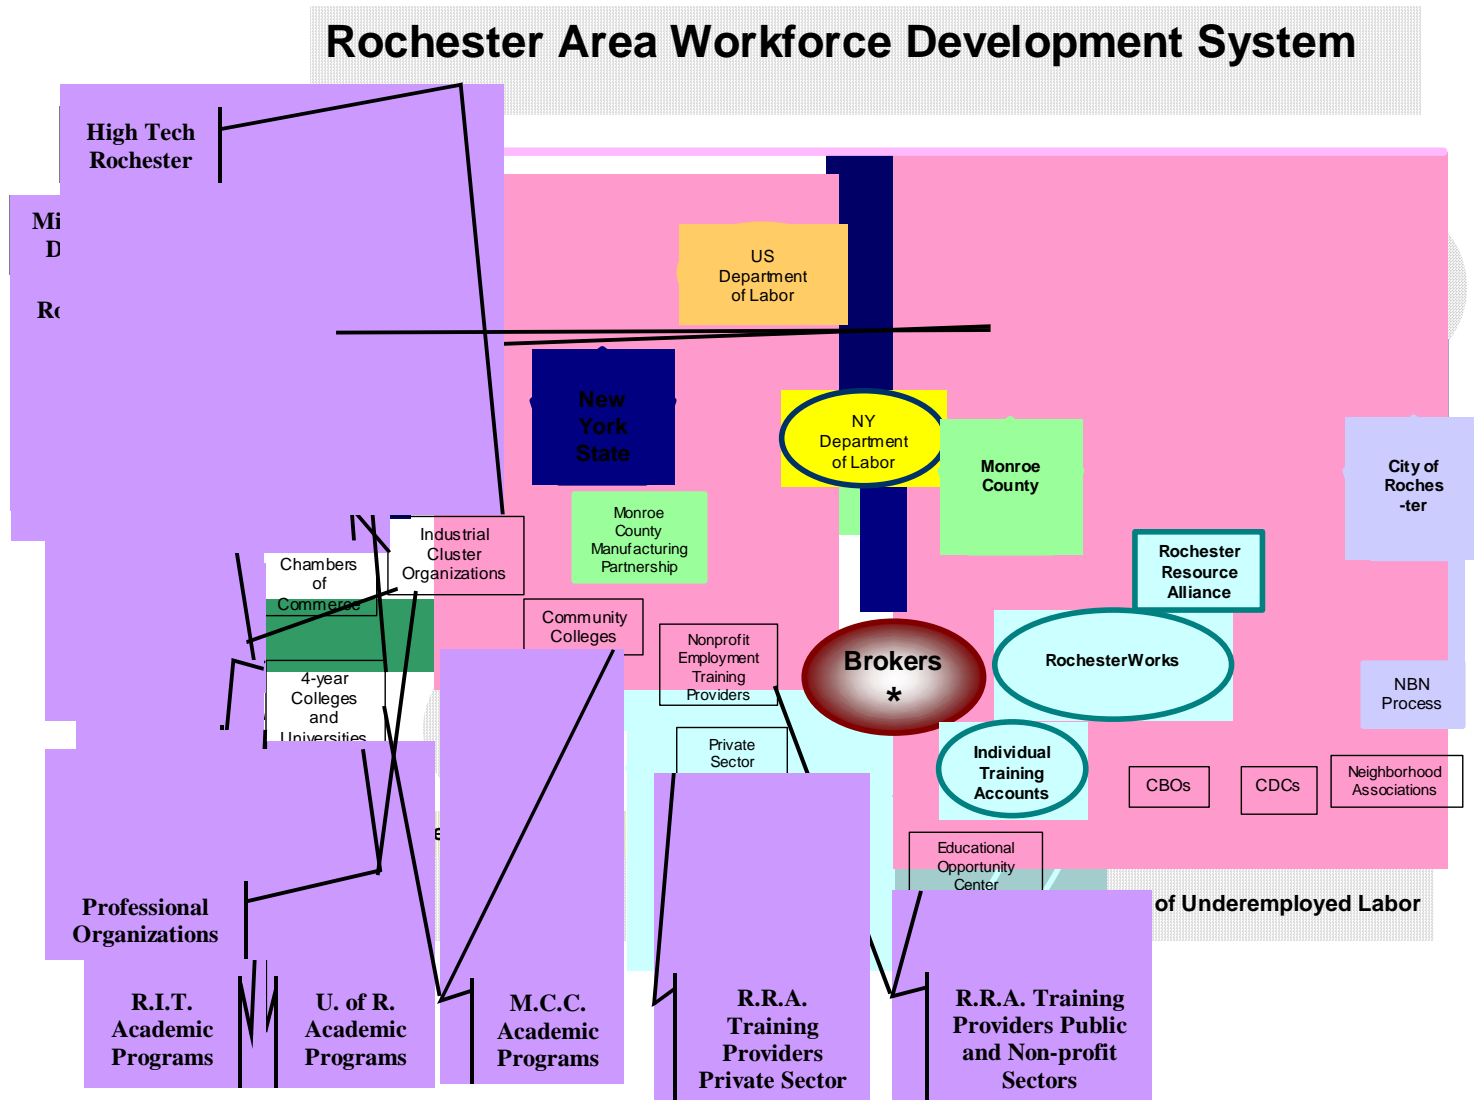 Rochester Area Workforce Development System
High Tech
Rochester
Mi
D
Ro
US
Department
of Labor
New
York
State
NY
Department
of Labor
Monroe
County
City of
Roches
-ter
Monroe
County
Manufacturing
Partnership
Industrial
Cluster
Organizations
Chambers
of
Commerce
Rochester
Resource
Alliance
Community
Colleges
Nonprofit
Employment
Training
Providers
Brokers
*
RochesterWorks
NBN
Process
4-year
Colleges
and
Universities
Private
Sector
Individual
Training
Accounts
CBOs
CDCs
Neighborhood
Associations
e
Educational
Opportunity
Center
of Underemployed Labor
Professional
Organizations
R.I.T.
Academic
Programs
U. of R.
Academic
Programs
M.C.C.
Academic
Programs
R.R.A.
Training
Providers
Private Sector
R.R.A. Training
Providers Public
and Non-profit
Sectors